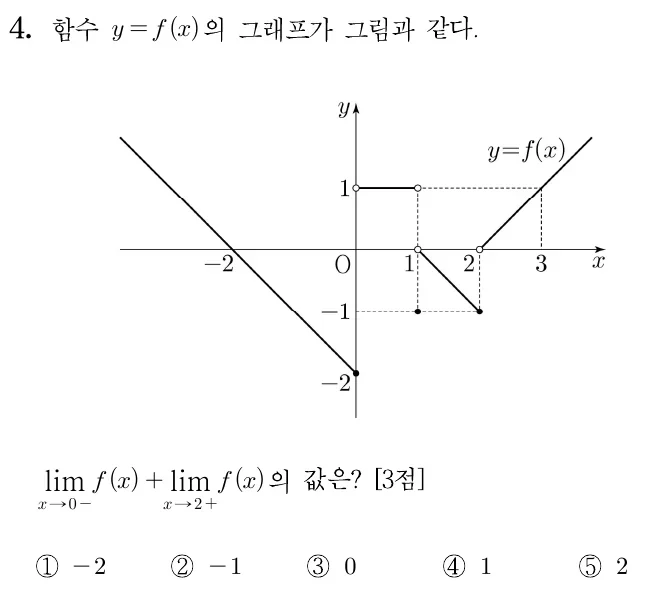 4. 함수 y=f(x)의 그래프가 그림과 같다.
y
y=f(x)
1
−2
O
1
2
3
x
−1
−2
lim f(x)+lim f(x)의 값은? [3점]
x→0− x→2+
① −2 ② −1 ③ 0 ④ 1 ⑤ 2